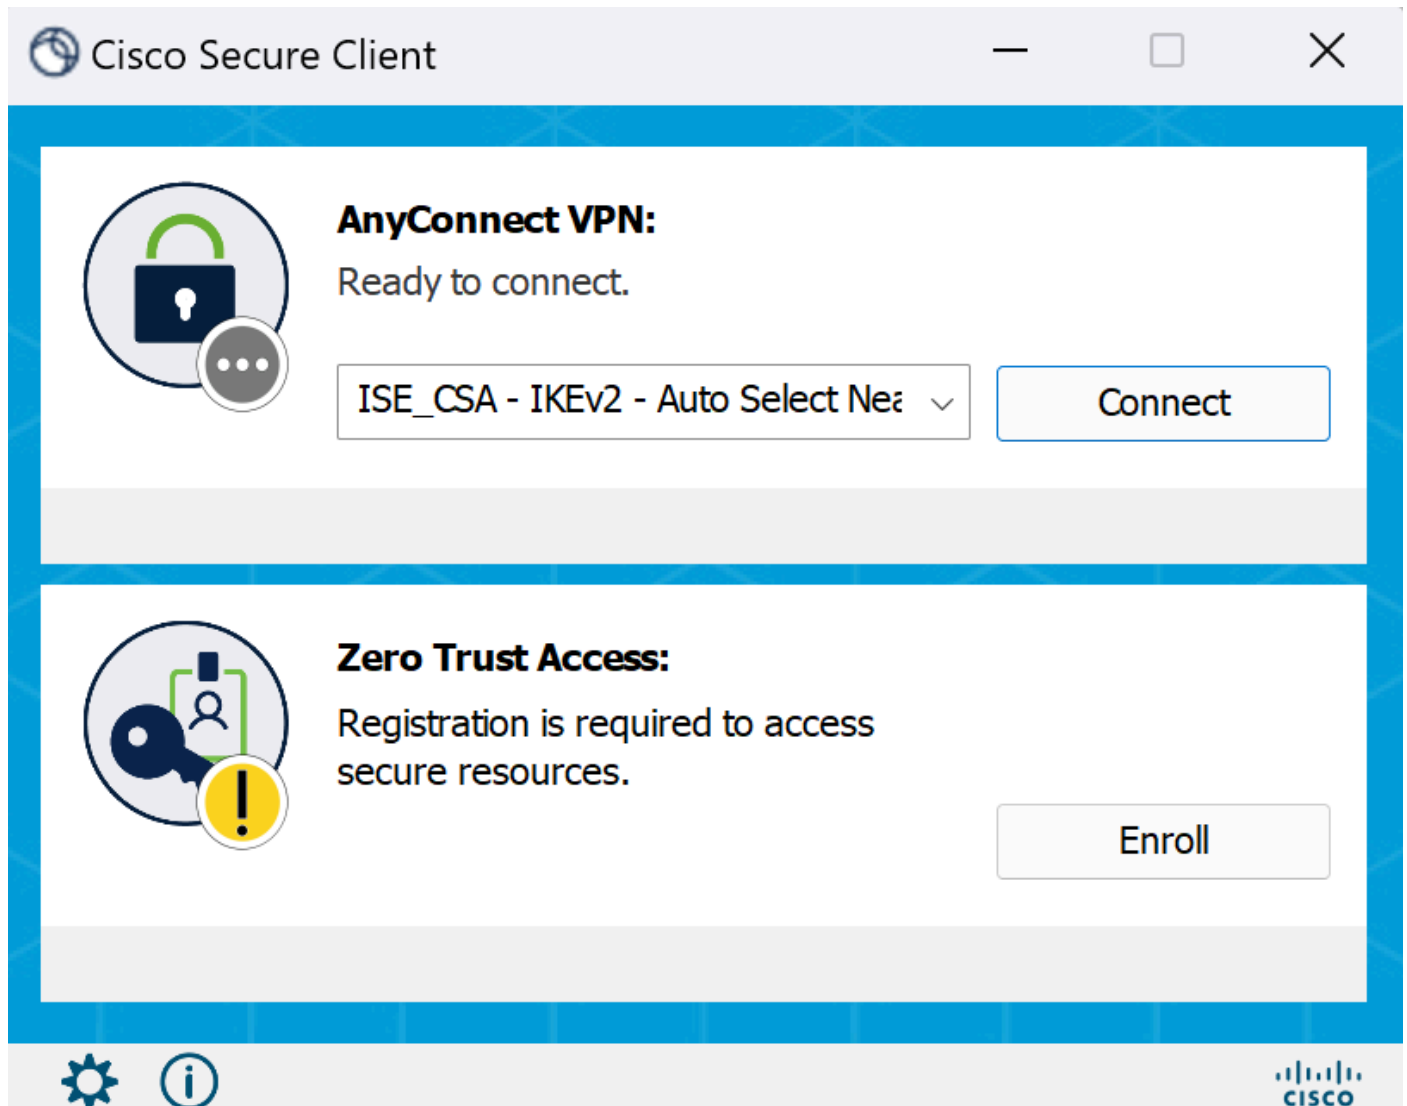 Cisco Secure Client
AnyConnect VPN:
Ready to connect.
ISE_CSA - IKEv2 - Auto Select Nea
Connect
Zero Trust Access:
Registration is required to access
secure resources.
Enroll
CISCO